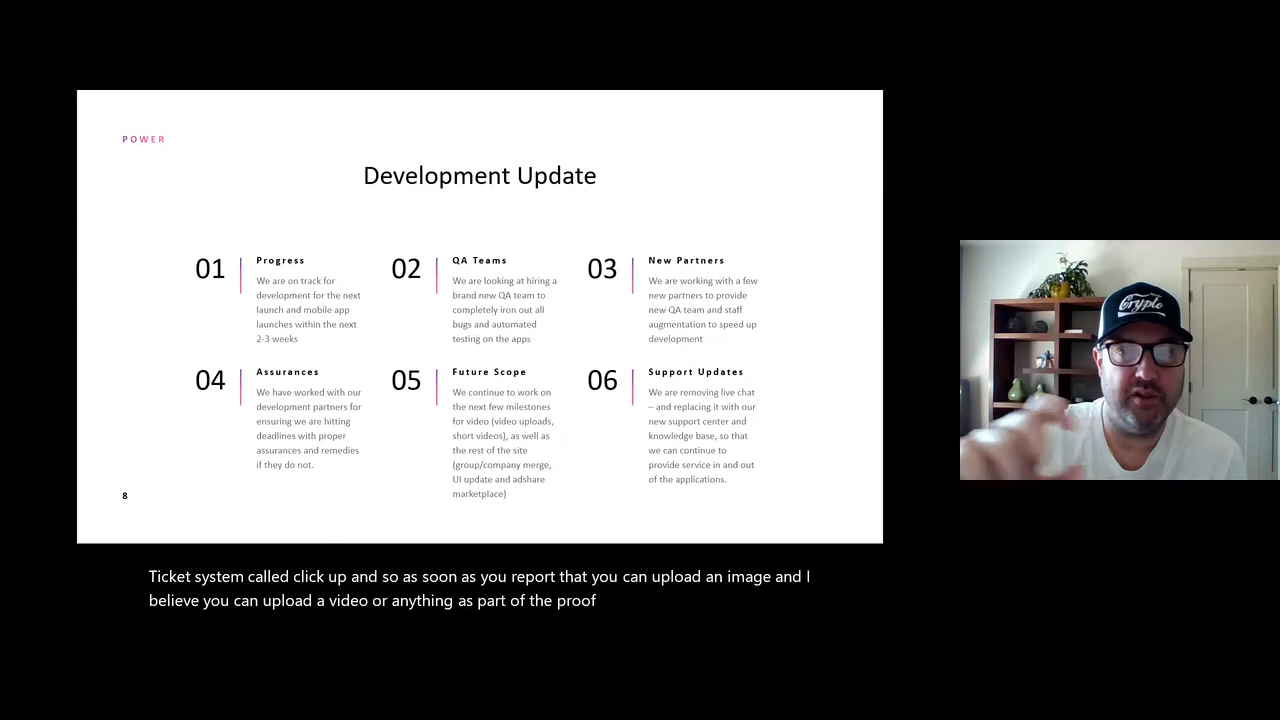 POWER
Development Update
01
Progress
We are on track for
development for the next
launch and mobile app
launches within the next
2-3 weeks
02
QA Teams
We are looking at hiring a
brand new QA team to
completely iron out all
bugs and automated
testing on the apps
03
New Partners
We are working with a few
new partners to provide
new QA team and staff
augmentation to speed up
development
04
Assurances
We have worked with our
development partners for
ensuring we are hitting
deadlines with proper
assurances and remedies
if they do not.
05
Future Scope
We continue to work on
the next few milestones
for video (video uploads,
short videos), as well as
the rest of the site
(group/company merge,
UI update and adshare
marketplace)
06
Support Updates
We are removing live chat
– and replacing it with our
new support center and
knowledge base, so that
we can continue to
provide service in and out
of the applications.
8
Crypto
Ticket system called click up and so as soon as you report that you can upload an image and I
believe you can upload a video or anything as part of the proof